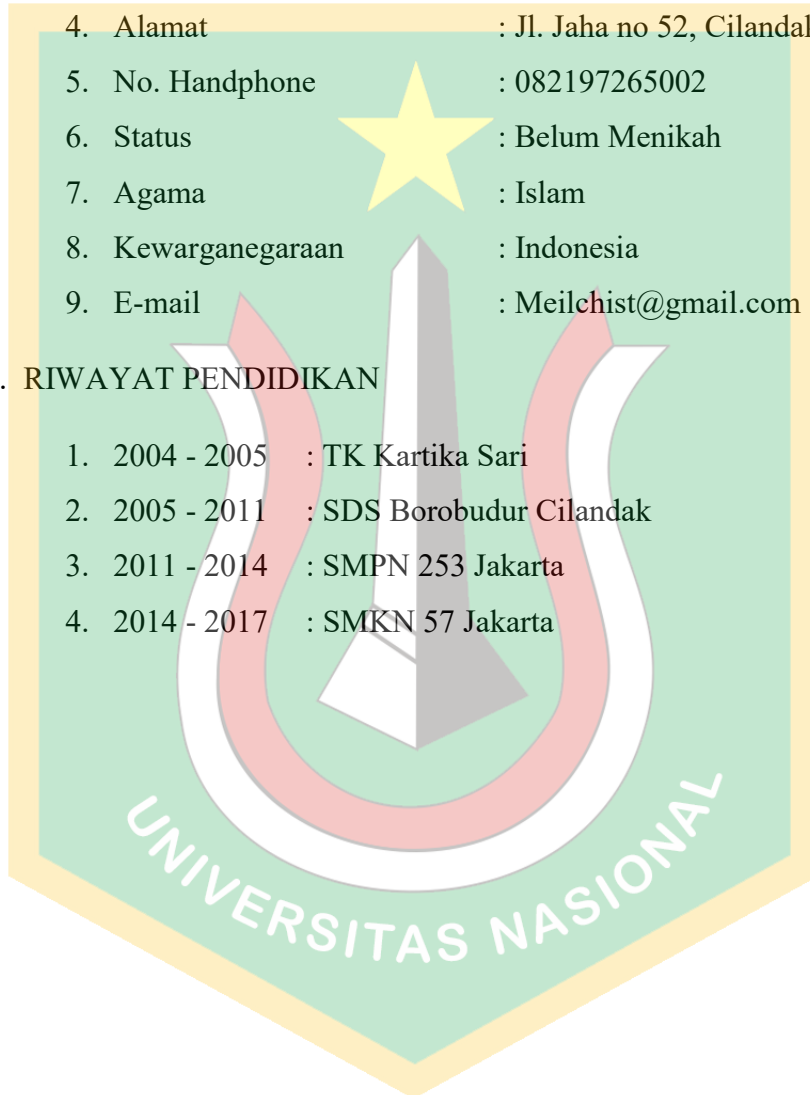 4. Alamat : Jl. Jaha no 52, Cilandak
5. No. Handphone : 082197265002
6. Status : Belum Menikah
7. Agama : Islam
8. Kewarganegaraan : Indonesia
9. E-mail : Meilchist@gmail.com
. RIWAYAT PENDIDIKAN
1. 2004 - 2005 : TK Kartika Sari
2. 2005 - 2011 : SDS Borobudur Cilandak
3. 2011 - 2014 : SMPN 253 Jakarta
4. 2014 - 2017 : SMKN 57 Jakarta
UNIVERSITAS NASIONAL